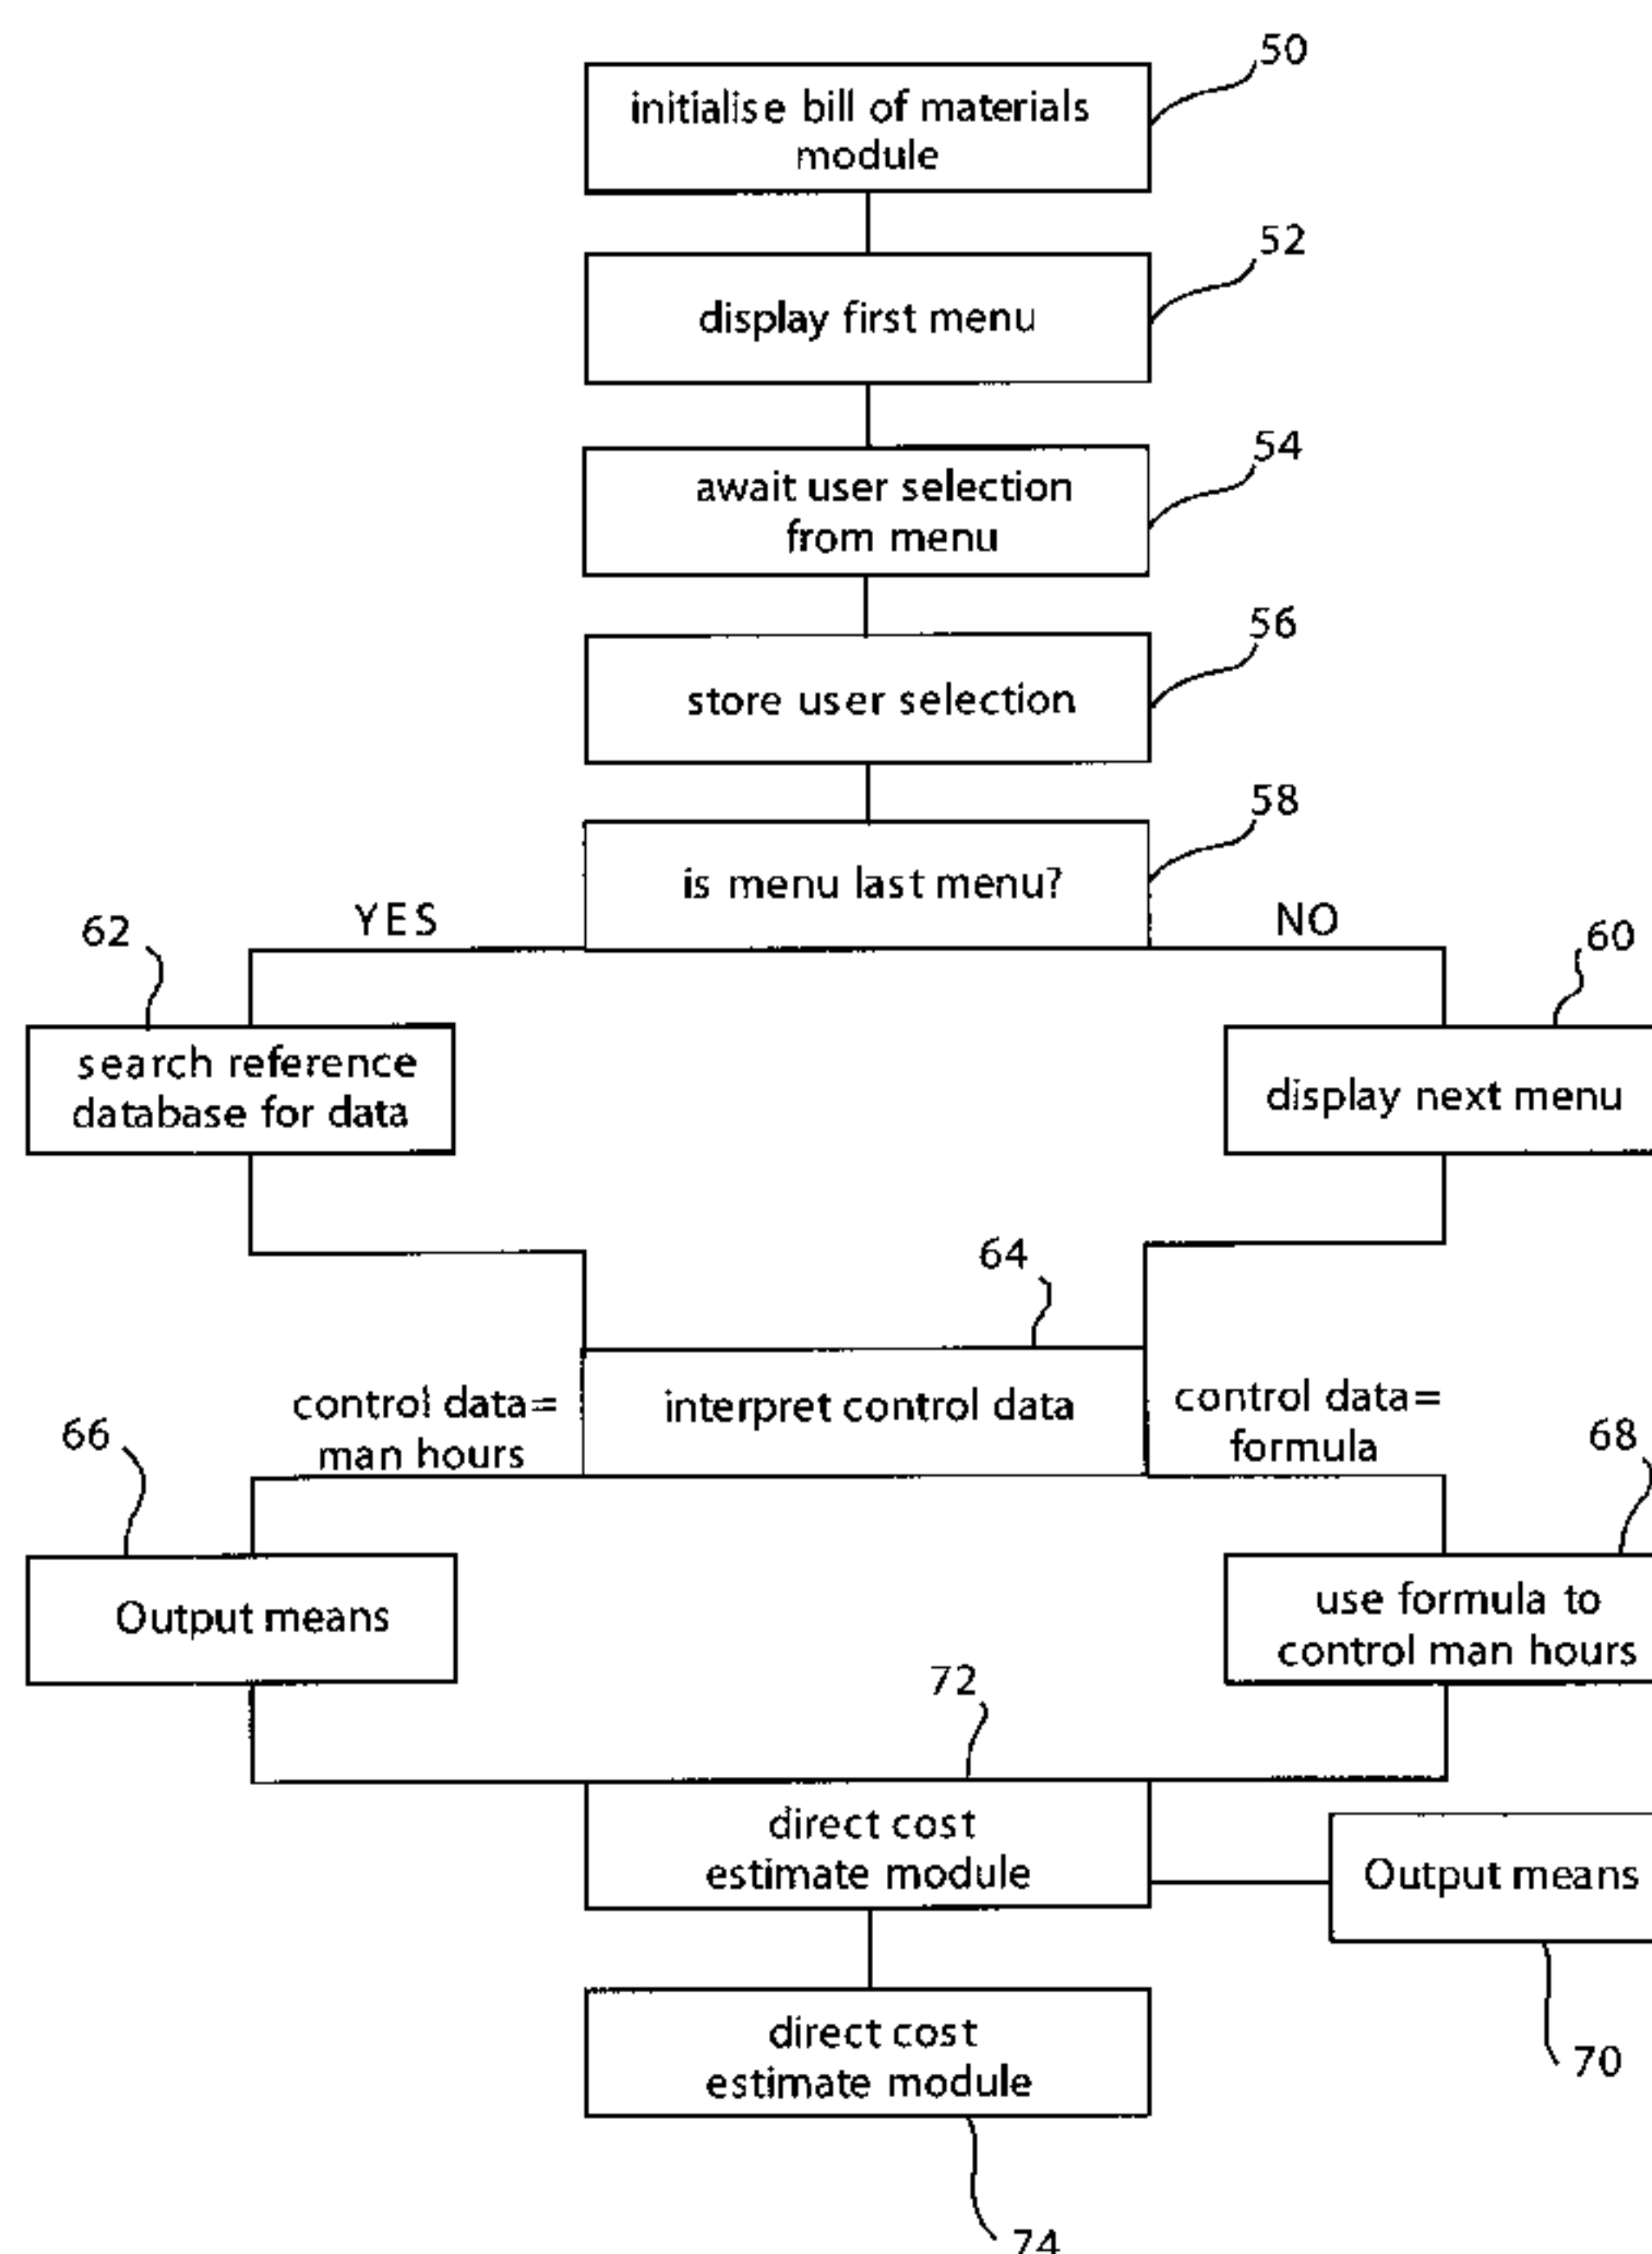 50
initialise bill of materials
module
52
display first menu
54
await user selection
from menu
56
store user selection
58
is menu last menu?
YES
NO
62
60
search reference
database for data
display next menu
64
control data=
man hours
interpret control data
control data=
formula
66
68
Output means
use formula to
control man hours
72
direct cost
estimate module
Output means
70
direct cost
estimate module
74